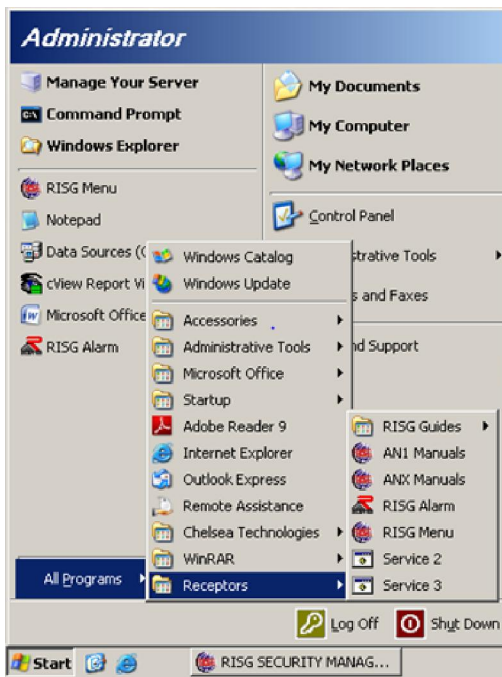 Administrator
Manage Your Server
Command Prompt
Windows Explorer
RISG Menu
Notepad
Data Sources (
cView Report Vi
Microsoft Office
RISG Alarm
My Documents
My Computer
My Network Places
Control Panel
strative Tools
s and Faxes
nd Support
Windows Catalog
Windows Update
Accessories
Administrative Tools
Microsoft Office
Startup
Adobe Reader 9
Internet Explorer
Outlook Express
Remote Assistance
Chelsea Technologies
WinRAR
Receptors
RISG Guides
AN1 Manuals
ANX Manuals
RISG Alarm
RISG Menu
Service 2
Service 3
All Programs
Log Off
Shut Down
Start
RISG SECURITY MANAG...